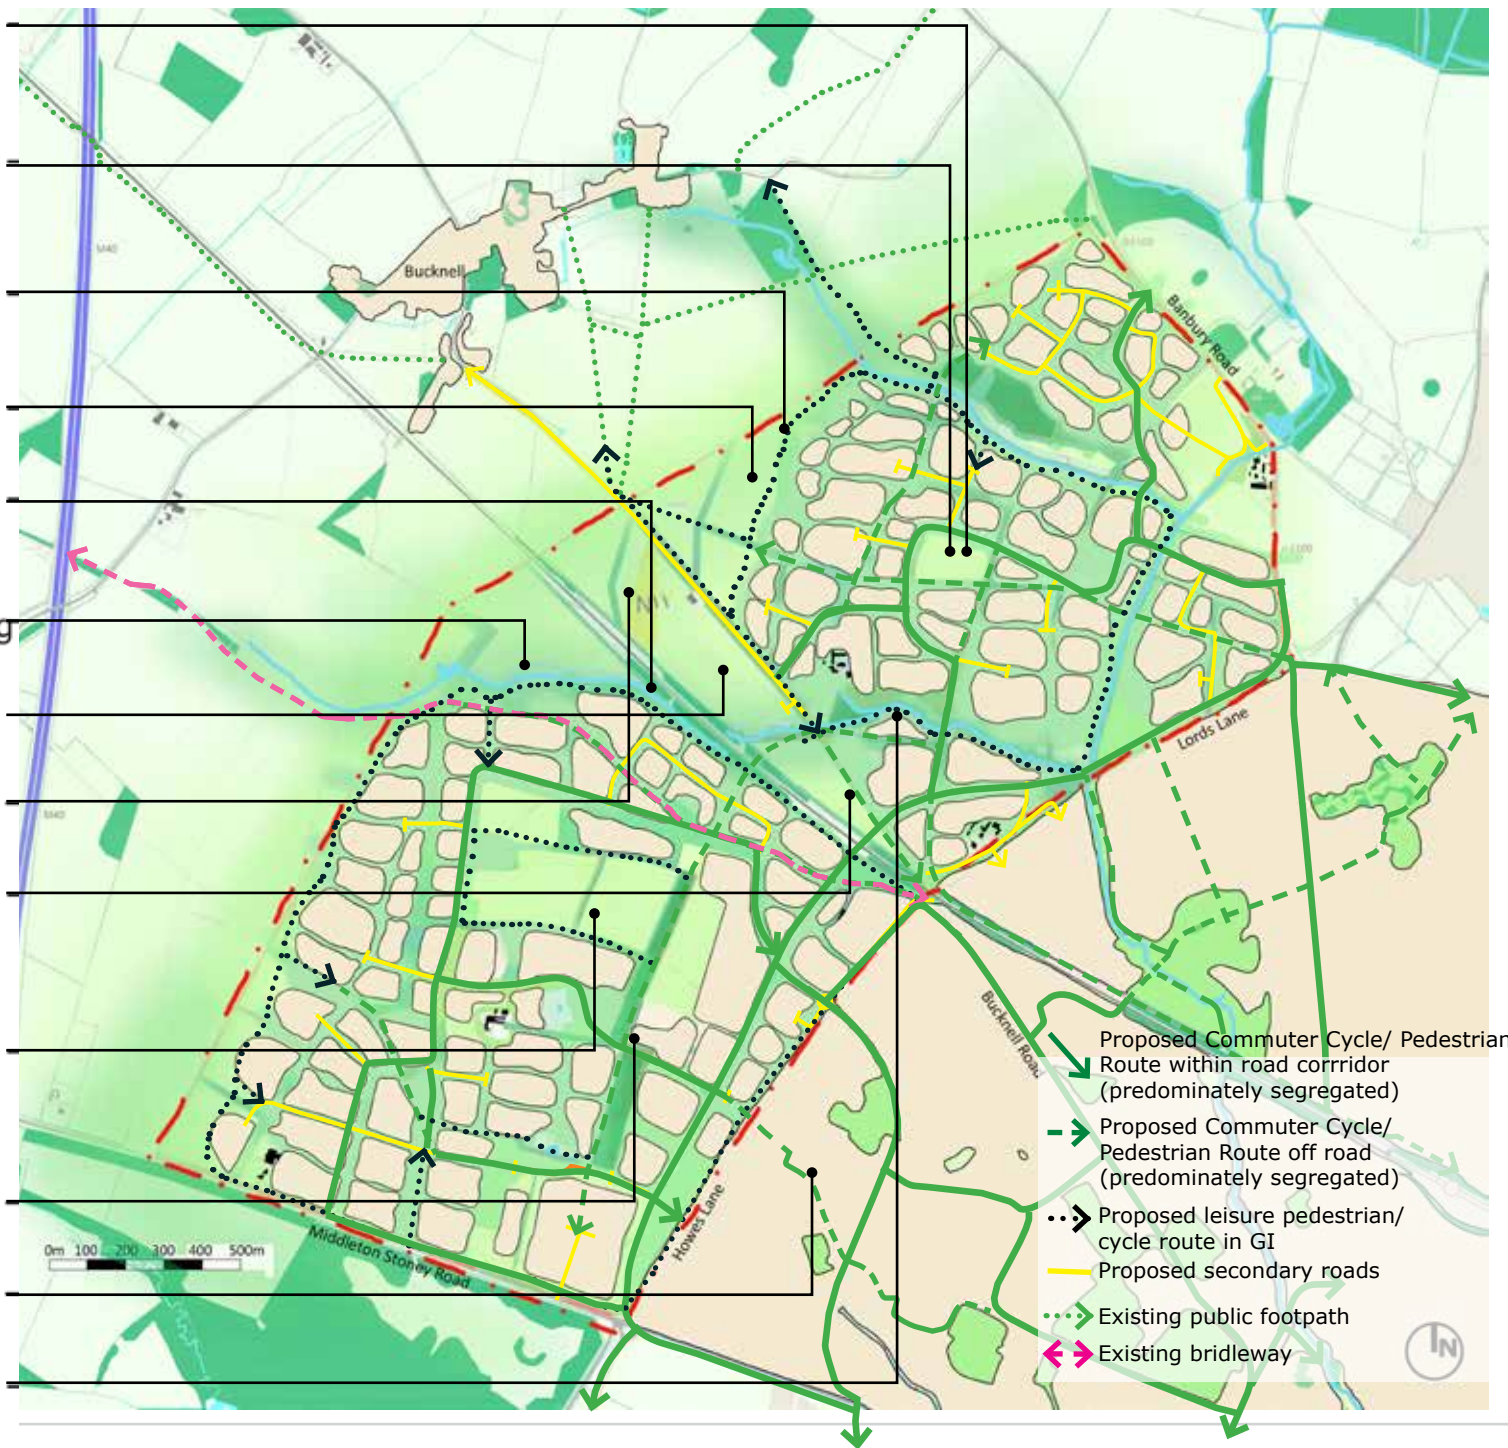 M40
Bucknell
Banbury Road
g
Lords Lane
M40
Bucknell Road
Howes Lane
Middleton Stoney Road
0m 100 200 300 400 500m
Proposed Commuter Cycle/ Pedestrian
Route within road corrridor
(predominately segregated)
Proposed Commuter Cycle/
Pedestrian Route off road
(predominately segregated)
Proposed leisure pedestrian/
cycle route in GI
Proposed secondary roads
Existing public footpath
Existing bridleway
N